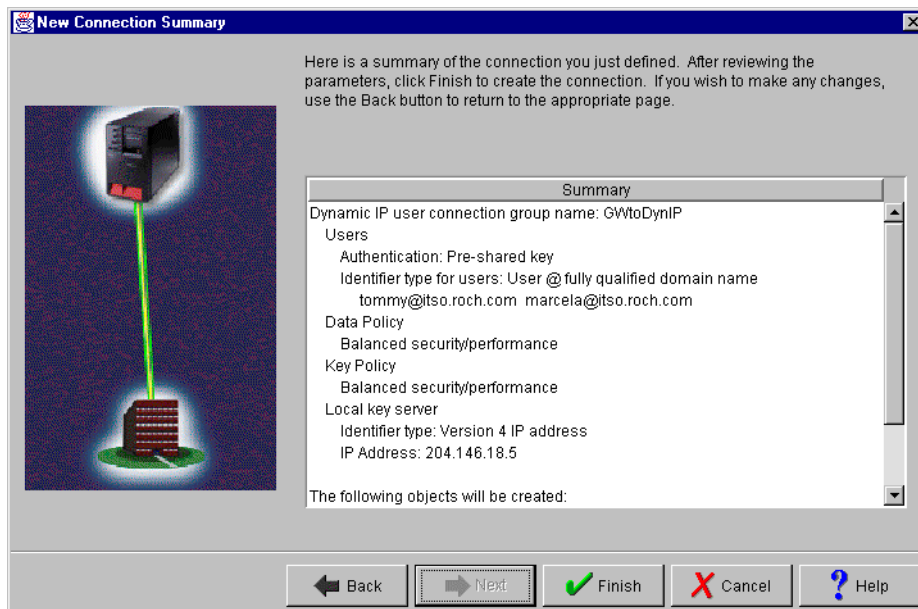 New Connection Summary
Here is a summary of the connection you just defined. After reviewing the
parameters, click Finish to create the connection. If you wish to make any changes,
use the Back button to return to the appropriate page.
Summary
Dynamic IP user connection group name: GWtoDynIP
Users
Authentication: Pre-shared key
Identifier type for users: User @ fully qualified domain name
tommy@itso.roch.com marcela@itso.roch.com
Data Policy
Balanced security/performance
Key Policy
Balanced security/performance
Local key server
Identifier type: Version 4 IP address
IP Address: 204.146.18.5
The following objects will be created:
Back
Next
Finish
Cancel
Help